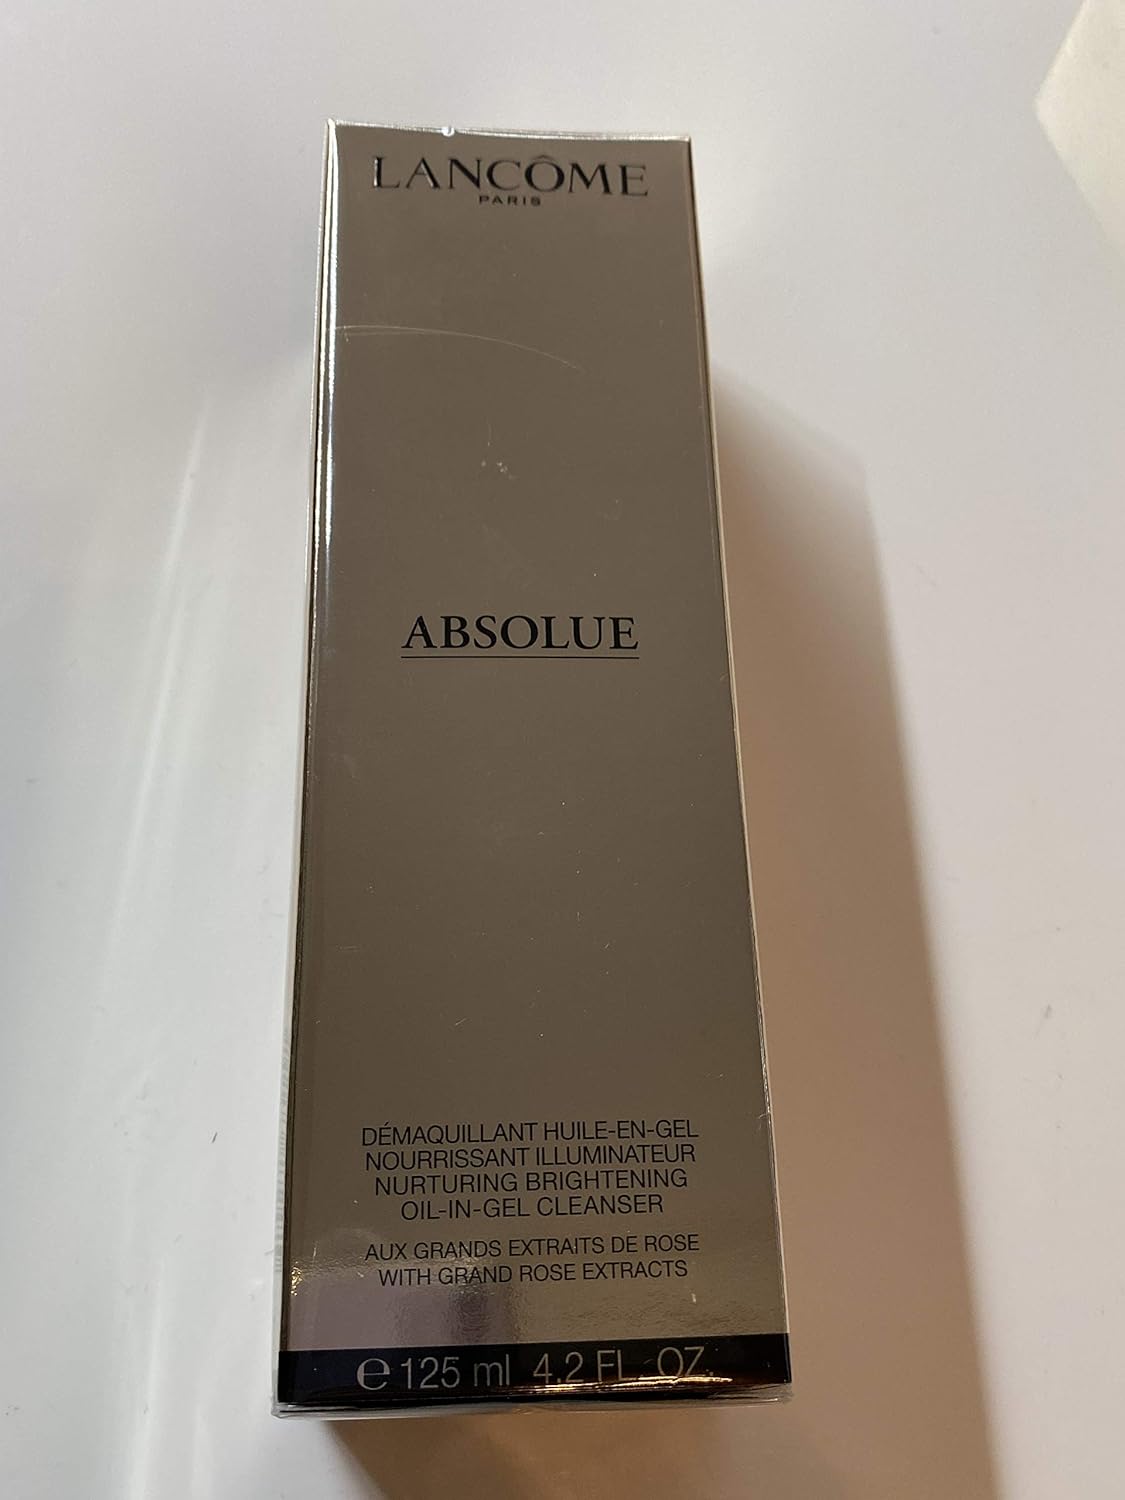 LANCÔME
PARIS
ABSOLUE
DÉMAQUILLANT HUILE-EN-GEL
NOURRISSANT ILLUMINATEUR
NURTURING BRIGHTENING
OIL-IN-GEL CLEANSER
AUX GRANDS EXTRAITS DE ROSE
WITH GRAND ROSE EXTRACTS
℮ 125 ml 4.2 FL. OZ.